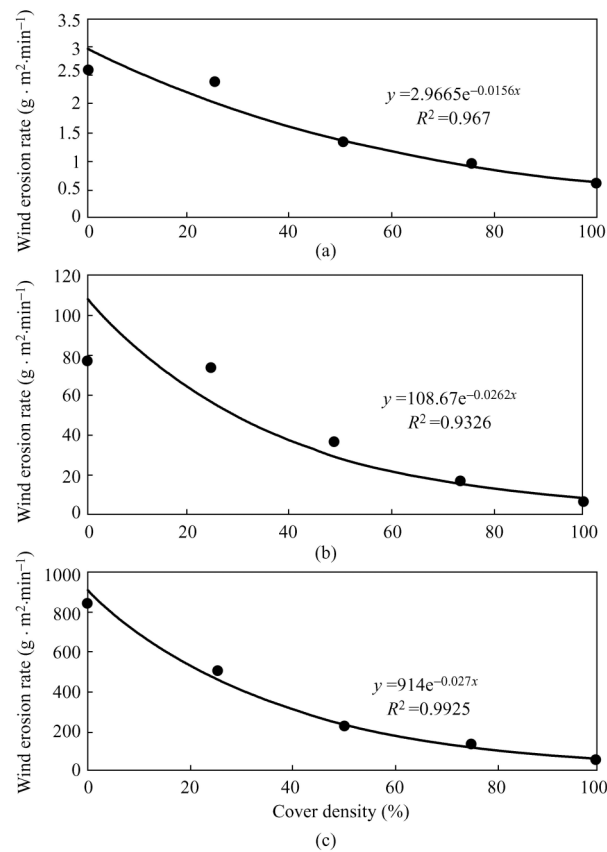 Wind erosion rate (g · m²·min⁻¹)
3.5
3
2.5
2
1.5
1
0.5
0
y =2.9665e⁻⁰·⁰¹⁵⁶ˣ
R² =0.967
0 20 40 60 80 100
(a)
Wind erosion rate (g · m²·min⁻¹)
120
100
80
60
40
20
0
y =108.67e⁻⁰·⁰²⁶²ˣ
R² =0.9326
0 20 40 60 80 100
(b)
Wind erosion rate (g · m²·min⁻¹)
1000
800
600
400
200
0
y =914e⁻⁰·⁰²⁷ˣ
R² =0.9925
0 20 40 60 80 100
Cover density (%)
(c)